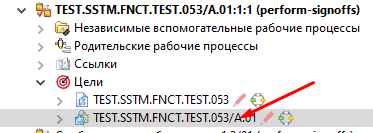 TEST.SSTM.FNCT.TEST.053/A.01:1:1 (perform-signoffs)
Независимые вспомогательные рабочие процессы
Родительские рабочие процессы
Ссылки
Цели
TEST.SSTM.FNCT.TEST.053
TEST.SSTM.FNCT.TEST.053/A.01